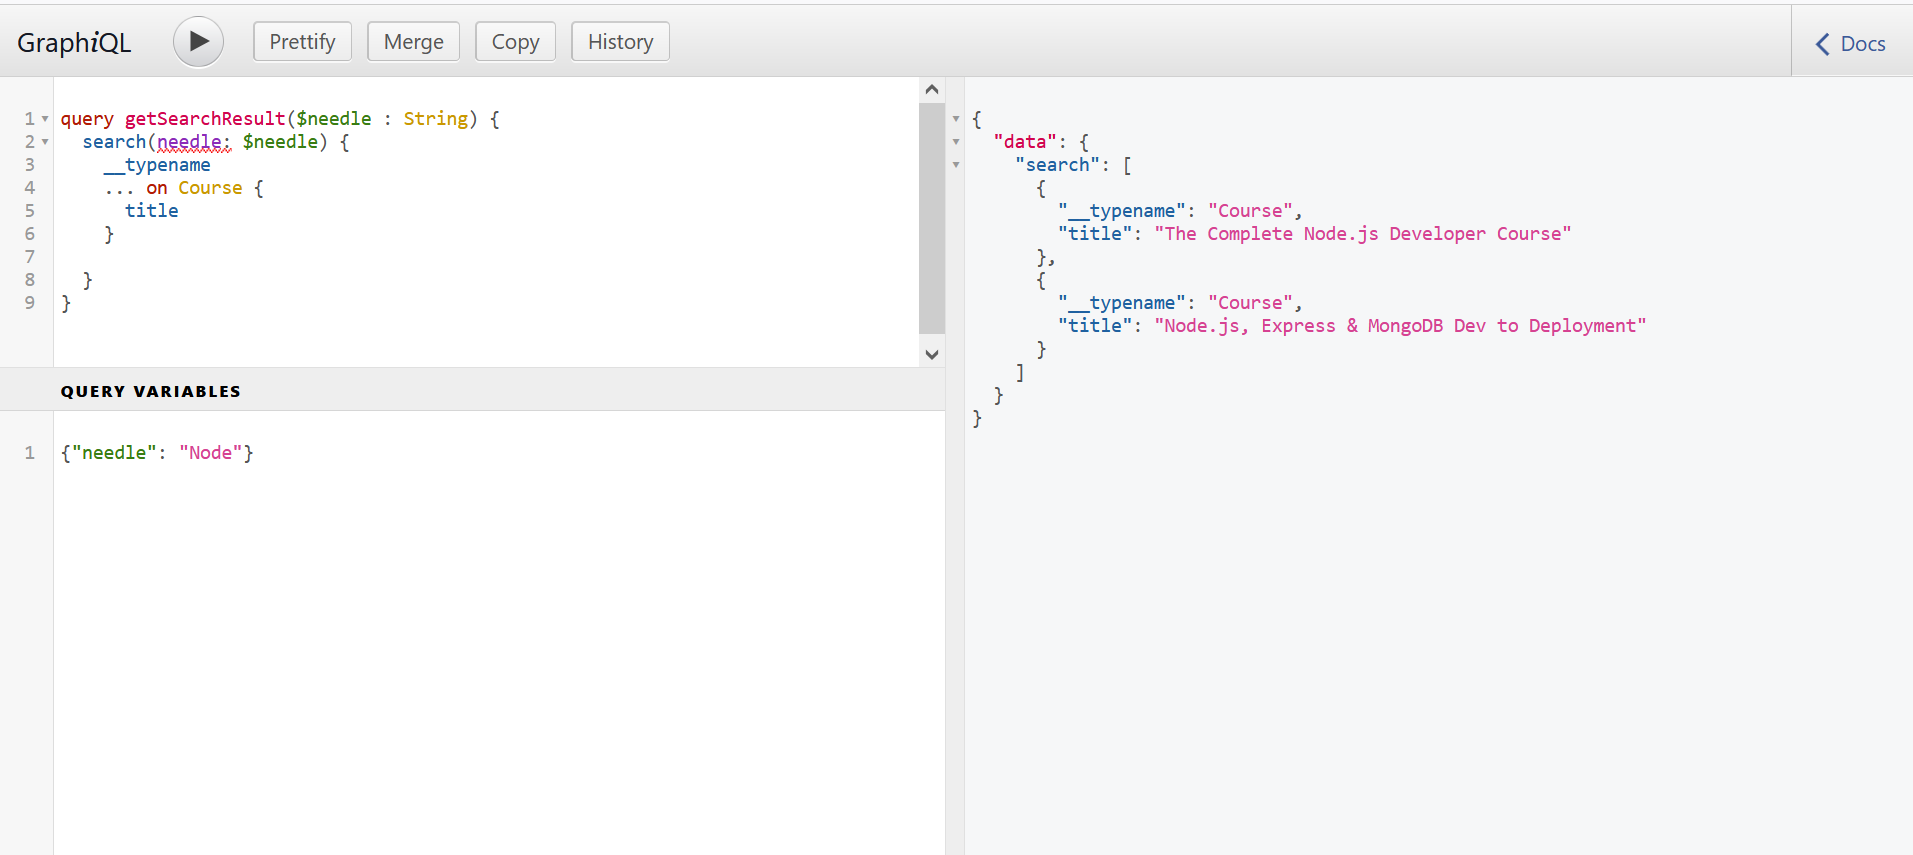 GraphiQL Prettify Merge Copy History Docs
1 query getSearchResult($needle : String) {
2 search(needle: $needle) {
3 __typename
4 ... on Course {
5 title
6 }
7
8 }
9 }
QUERY VARIABLES
1 {"needle": "Node"}
{
"data": {
"search": [
{
"__typename": "Course",
"title": "The Complete Node.js Developer Course"
},
{
"__typename": "Course",
"title": "Node.js, Express & MongoDB Dev to Deployment"
}
]
}
}